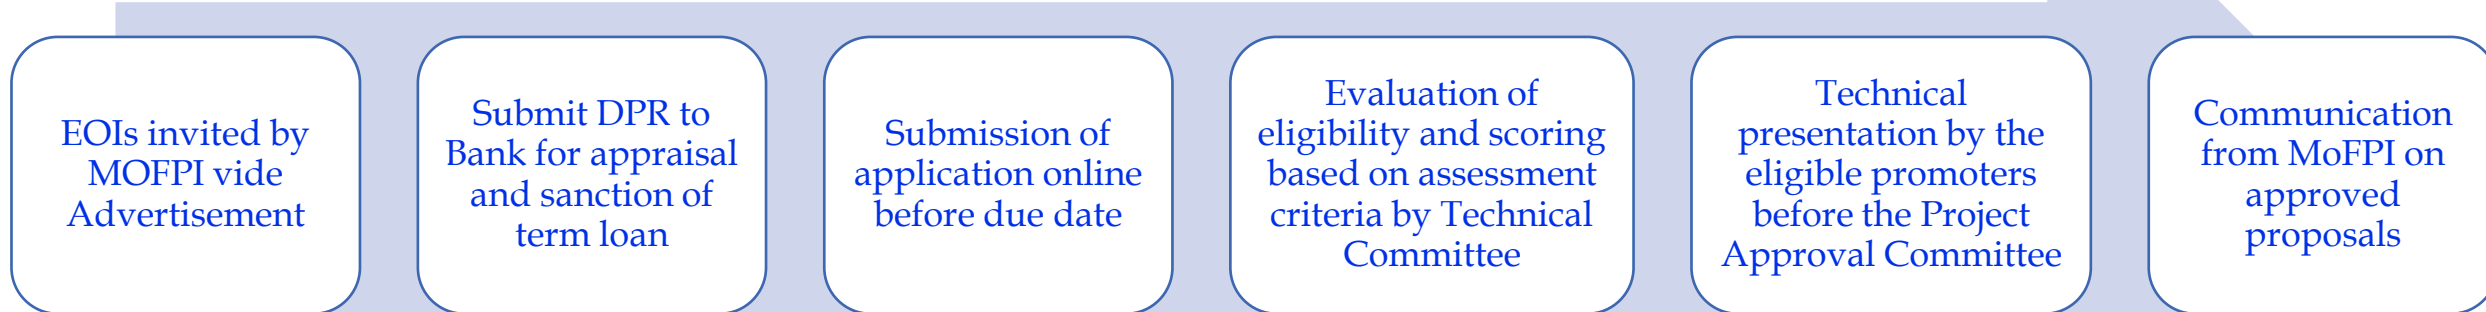 EOIs invited by
MOFPI vide
Advertisement
Submit DPR to
Bank for appraisal
and sanction of
term loan
Submission of
application online
before due date
Evaluation of
eligibility and scoring
based on assessment
criteria by Technical
Committee
Technical
presentation by the
eligible promoters
before the Project
Approval Committee
Communication
from MoFPI on
approved
proposals